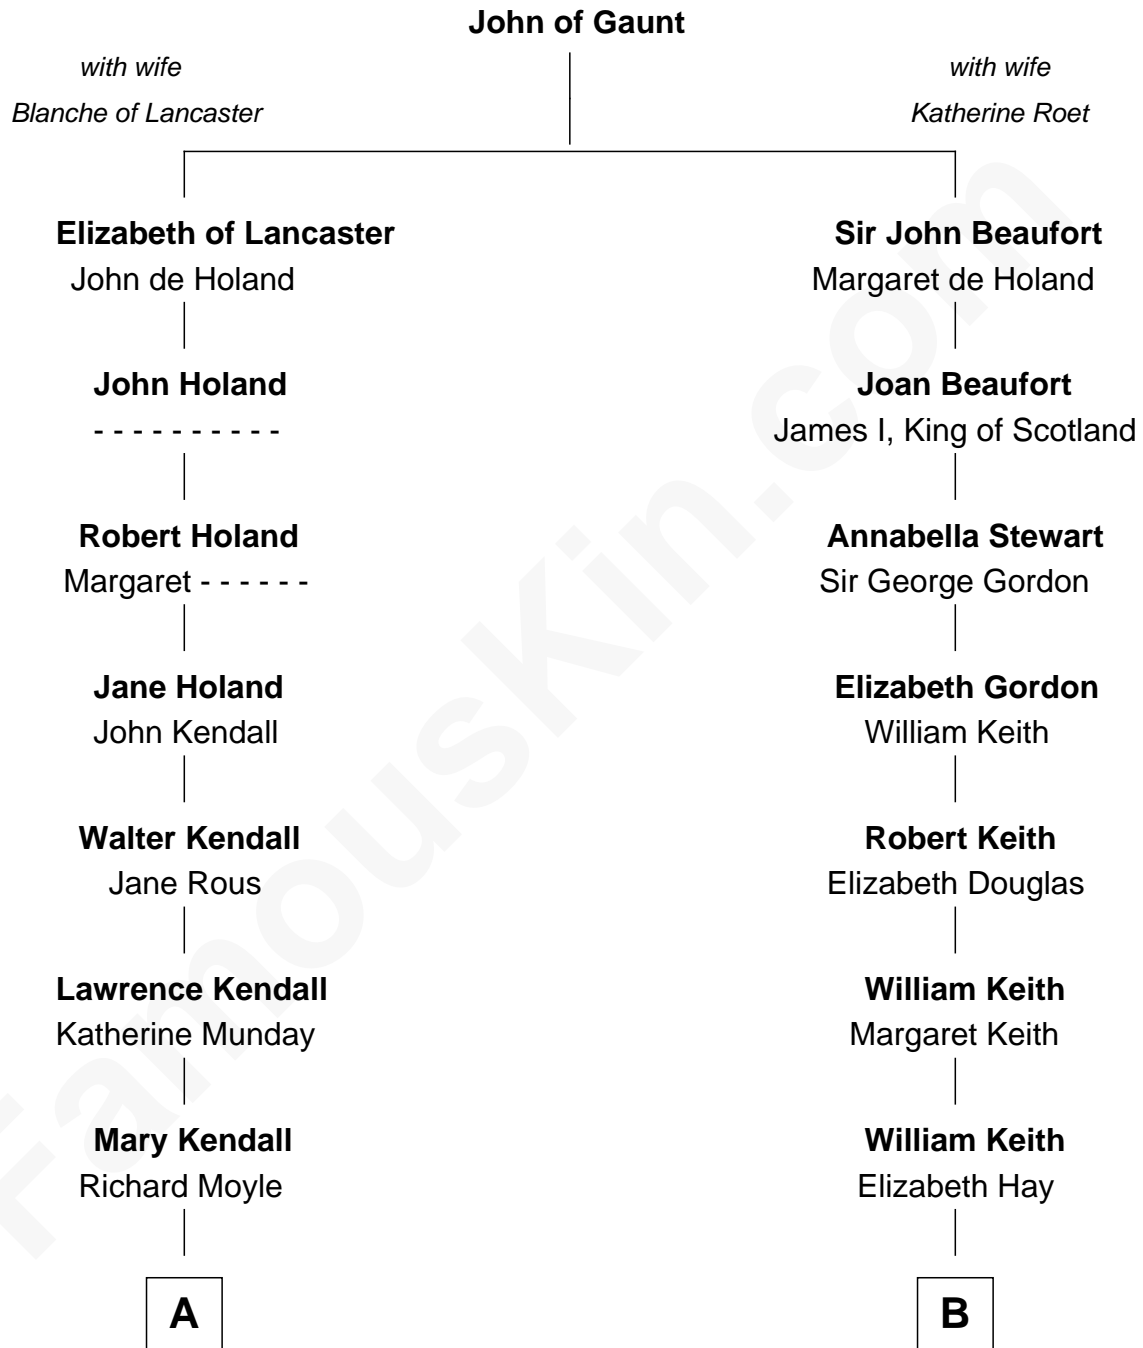 John of Gaunt
with wife
Blanche of Lancaster
with wife
Katherine Roet
Elizabeth of Lancaster
John de Holand
Sir John Beaufort
Margaret de Holand
John Holand
- - - - - - - - - -
Joan Beaufort
James I, King of Scotland
Robert Holand
Margaret - - - - - -
Annabella Stewart
Sir George Gordon
Jane Holand
John Kendall
Elizabeth Gordon
William Keith
Walter Kendall
Jane Rous
Robert Keith
Elizabeth Douglas
Lawrence Kendall
Katherine Munday
William Keith
Margaret Keith
Mary Kendall
Richard Moyle
William Keith
Elizabeth Hay
A
B
FamousKin.com